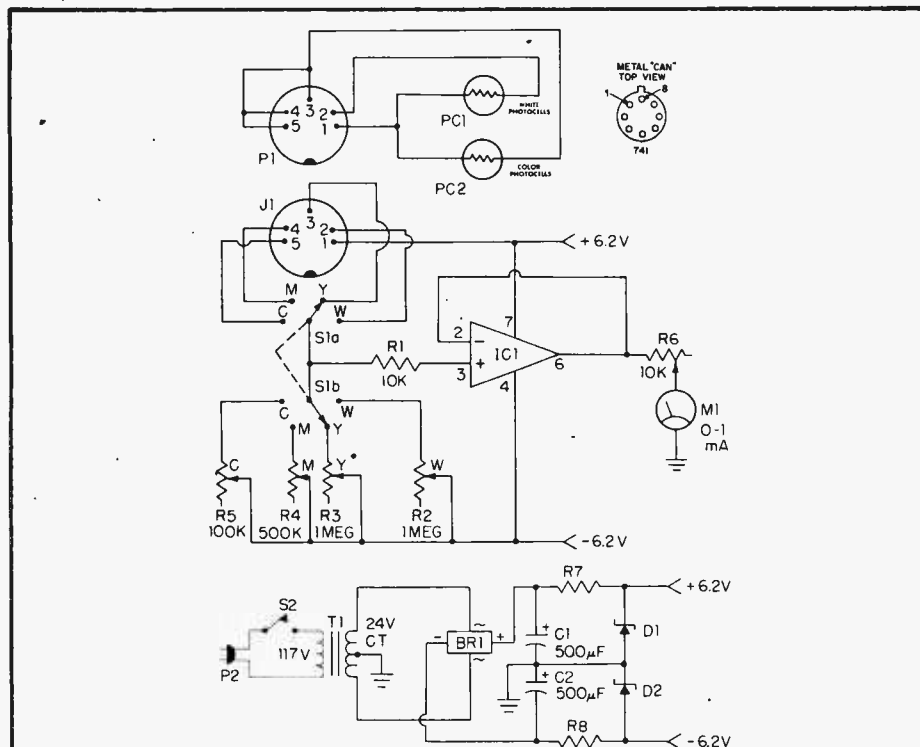 METAL "CAN"
TOP VIEW
1 8
741
4 3 2
5 1
P1
PC1
WHITE
PHOTOCELLS
PC2
COLOR
PHOTOCELLS
J1
4 3 2
5 1
+6.2V
M Y
C W
S1a
R1
10K
2 -
3 +
IC1
7
4
6
R6
10K
M1
0-1
mA
S1b
C W
M Y
C M Y W
R5 R4 R3 R2
100K 500K 1MEG 1MEG
-6.2V
S2
P2
117V
T1
24V
CT
~
- BR1 +
~
R7
+6.2V
+
C1
500µF
D1
+
C2
500µF
D2
R8
-6.2V